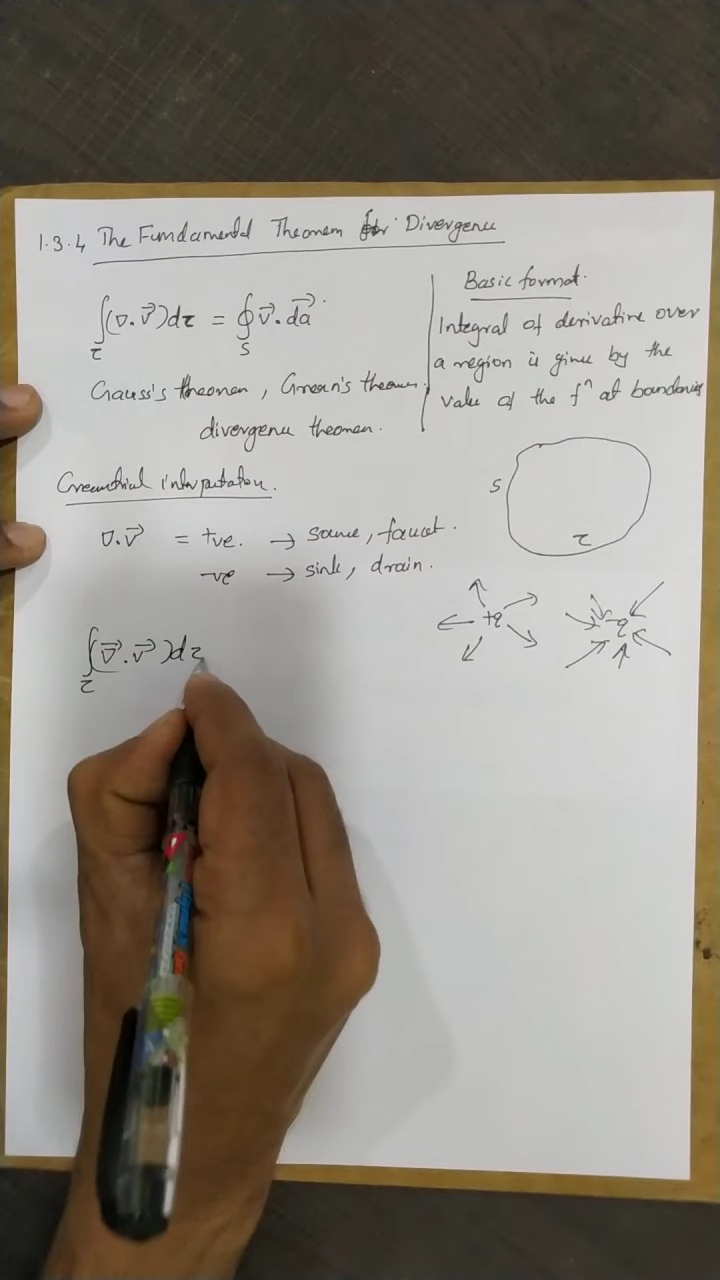 1.3.4 The Fundamental Theorem for Divergence
∫τ(∇.v⃗)dτ = ∮S v⃗.da⃗
Gauss's theorem, Green's theorem,
divergence theorem.
Basic format.
Integral of derivative over
a region is given by the
value of the fⁿ at boundaries
Geometrical interpretation.
S
τ
∇.v⃗ = +ve. → source, faucet.
-ve → sink, drain.
+q
-q
∫τ(∇⃗.v⃗)dτ